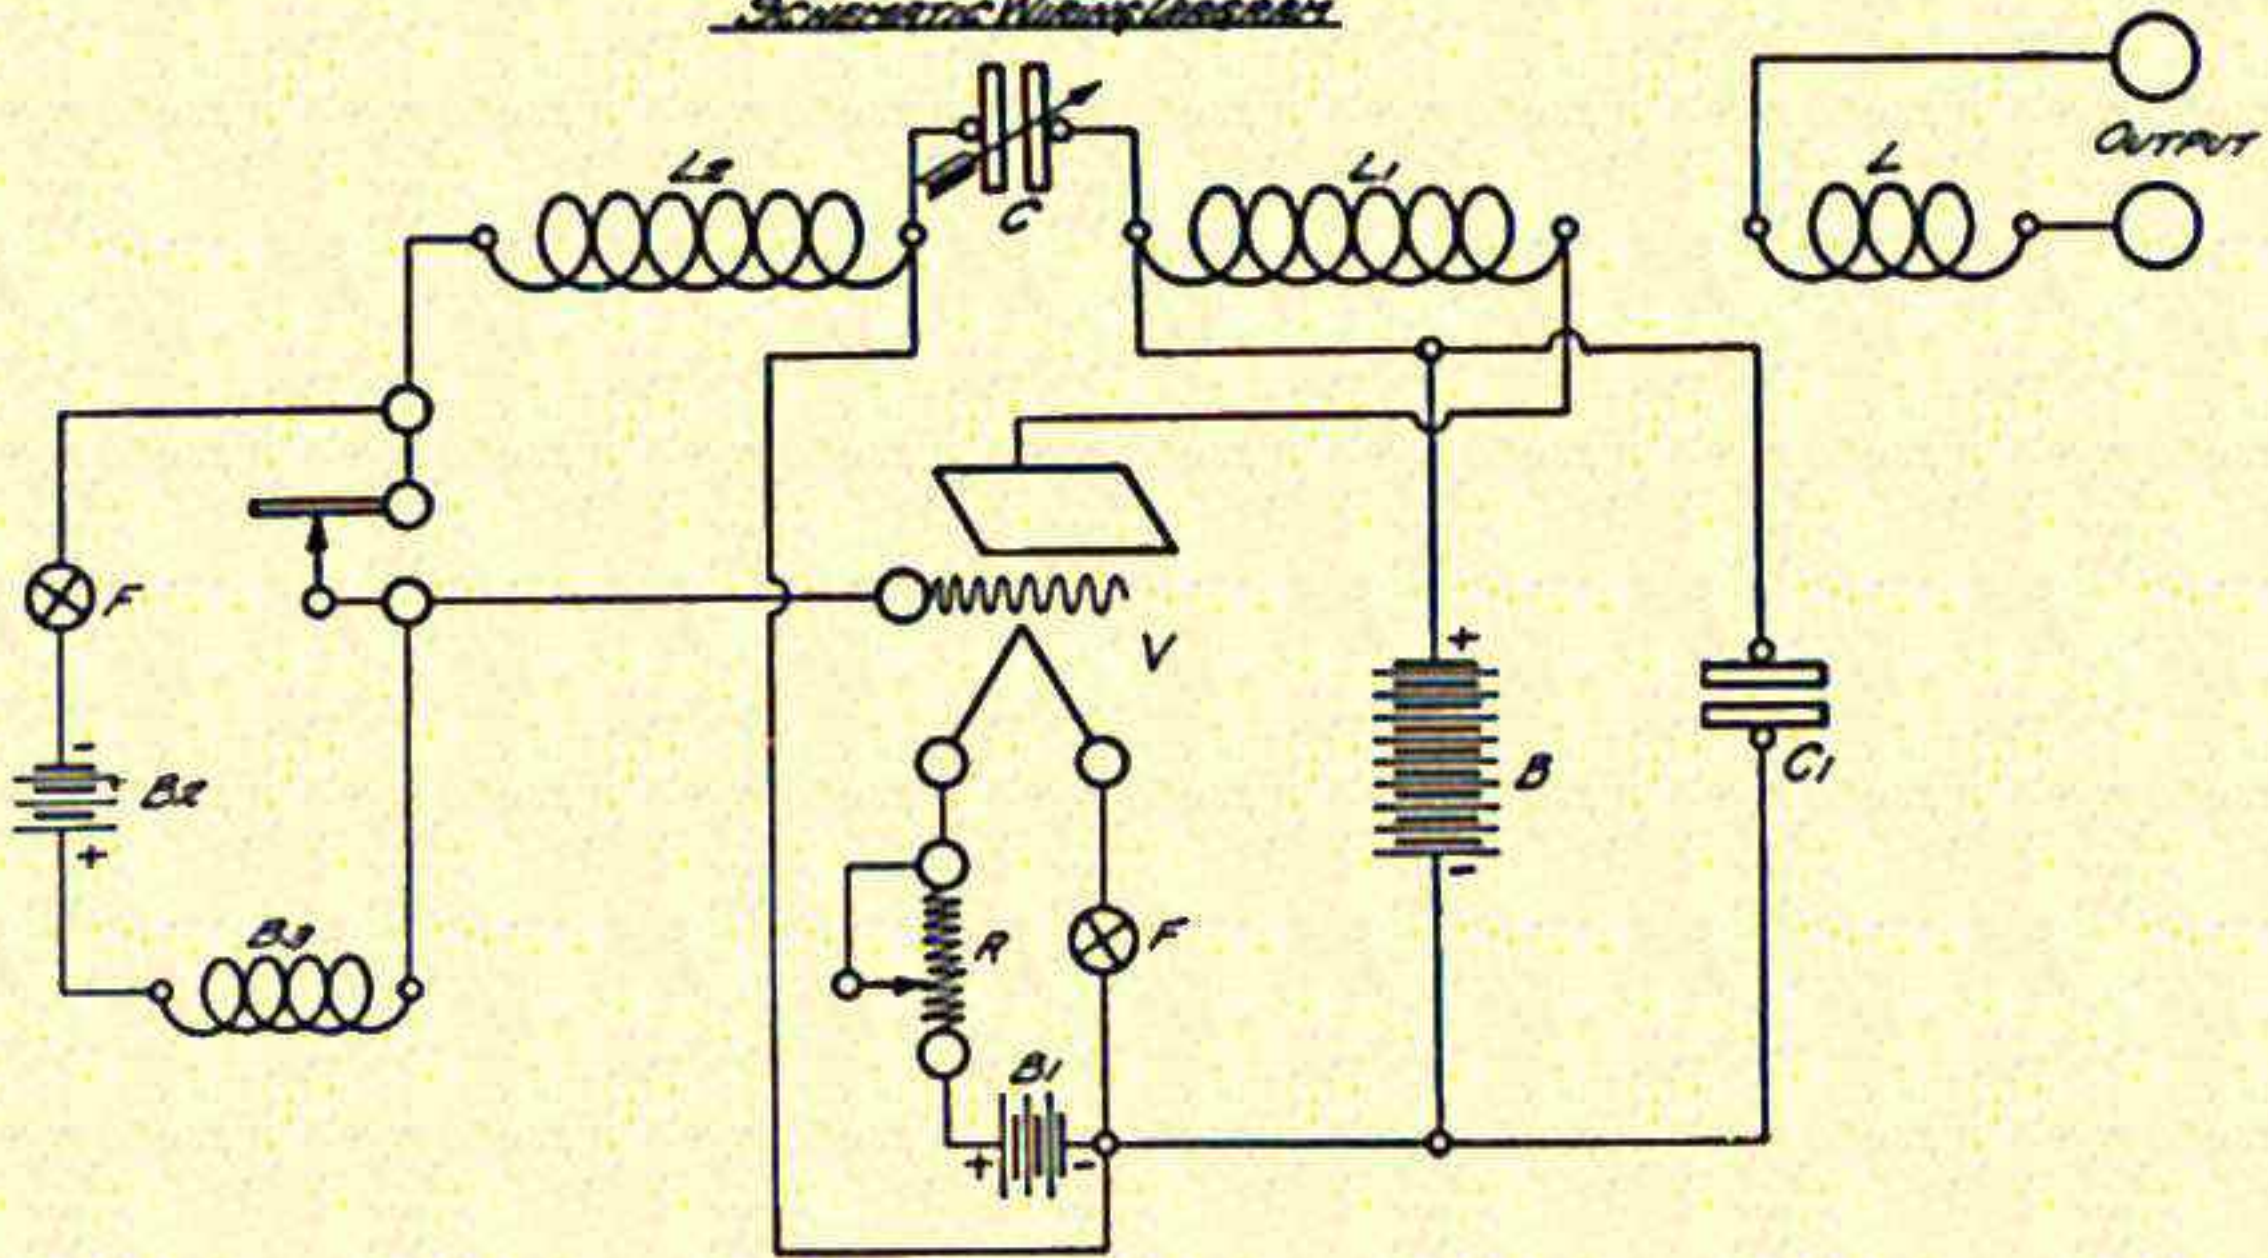 SCHEMATIC WIRING DIAGRAM
OUTPUT
L2
C
L1
L
F
V
- B2 +
+ B -
C1
B3
R
F
B1
+ -